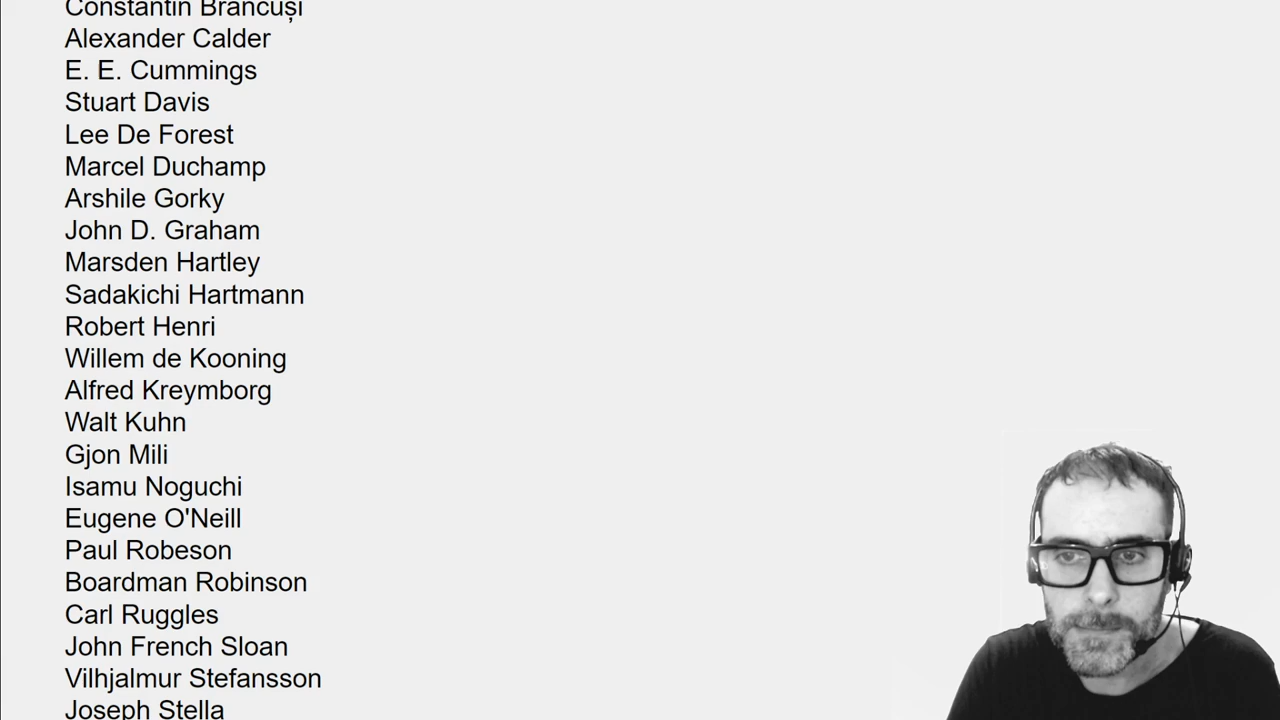 Constantin Brâncuși
Alexander Calder
E. E. Cummings
Stuart Davis
Lee De Forest
Marcel Duchamp
Arshile Gorky
John D. Graham
Marsden Hartley
Sadakichi Hartmann
Robert Henri
Willem de Kooning
Alfred Kreymborg
Walt Kuhn
Gjon Mili
Isamu Noguchi
Eugene O'Neill
Paul Robeson
Boardman Robinson
Carl Ruggles
John French Sloan
Vilhjalmur Stefansson
Joseph Stella